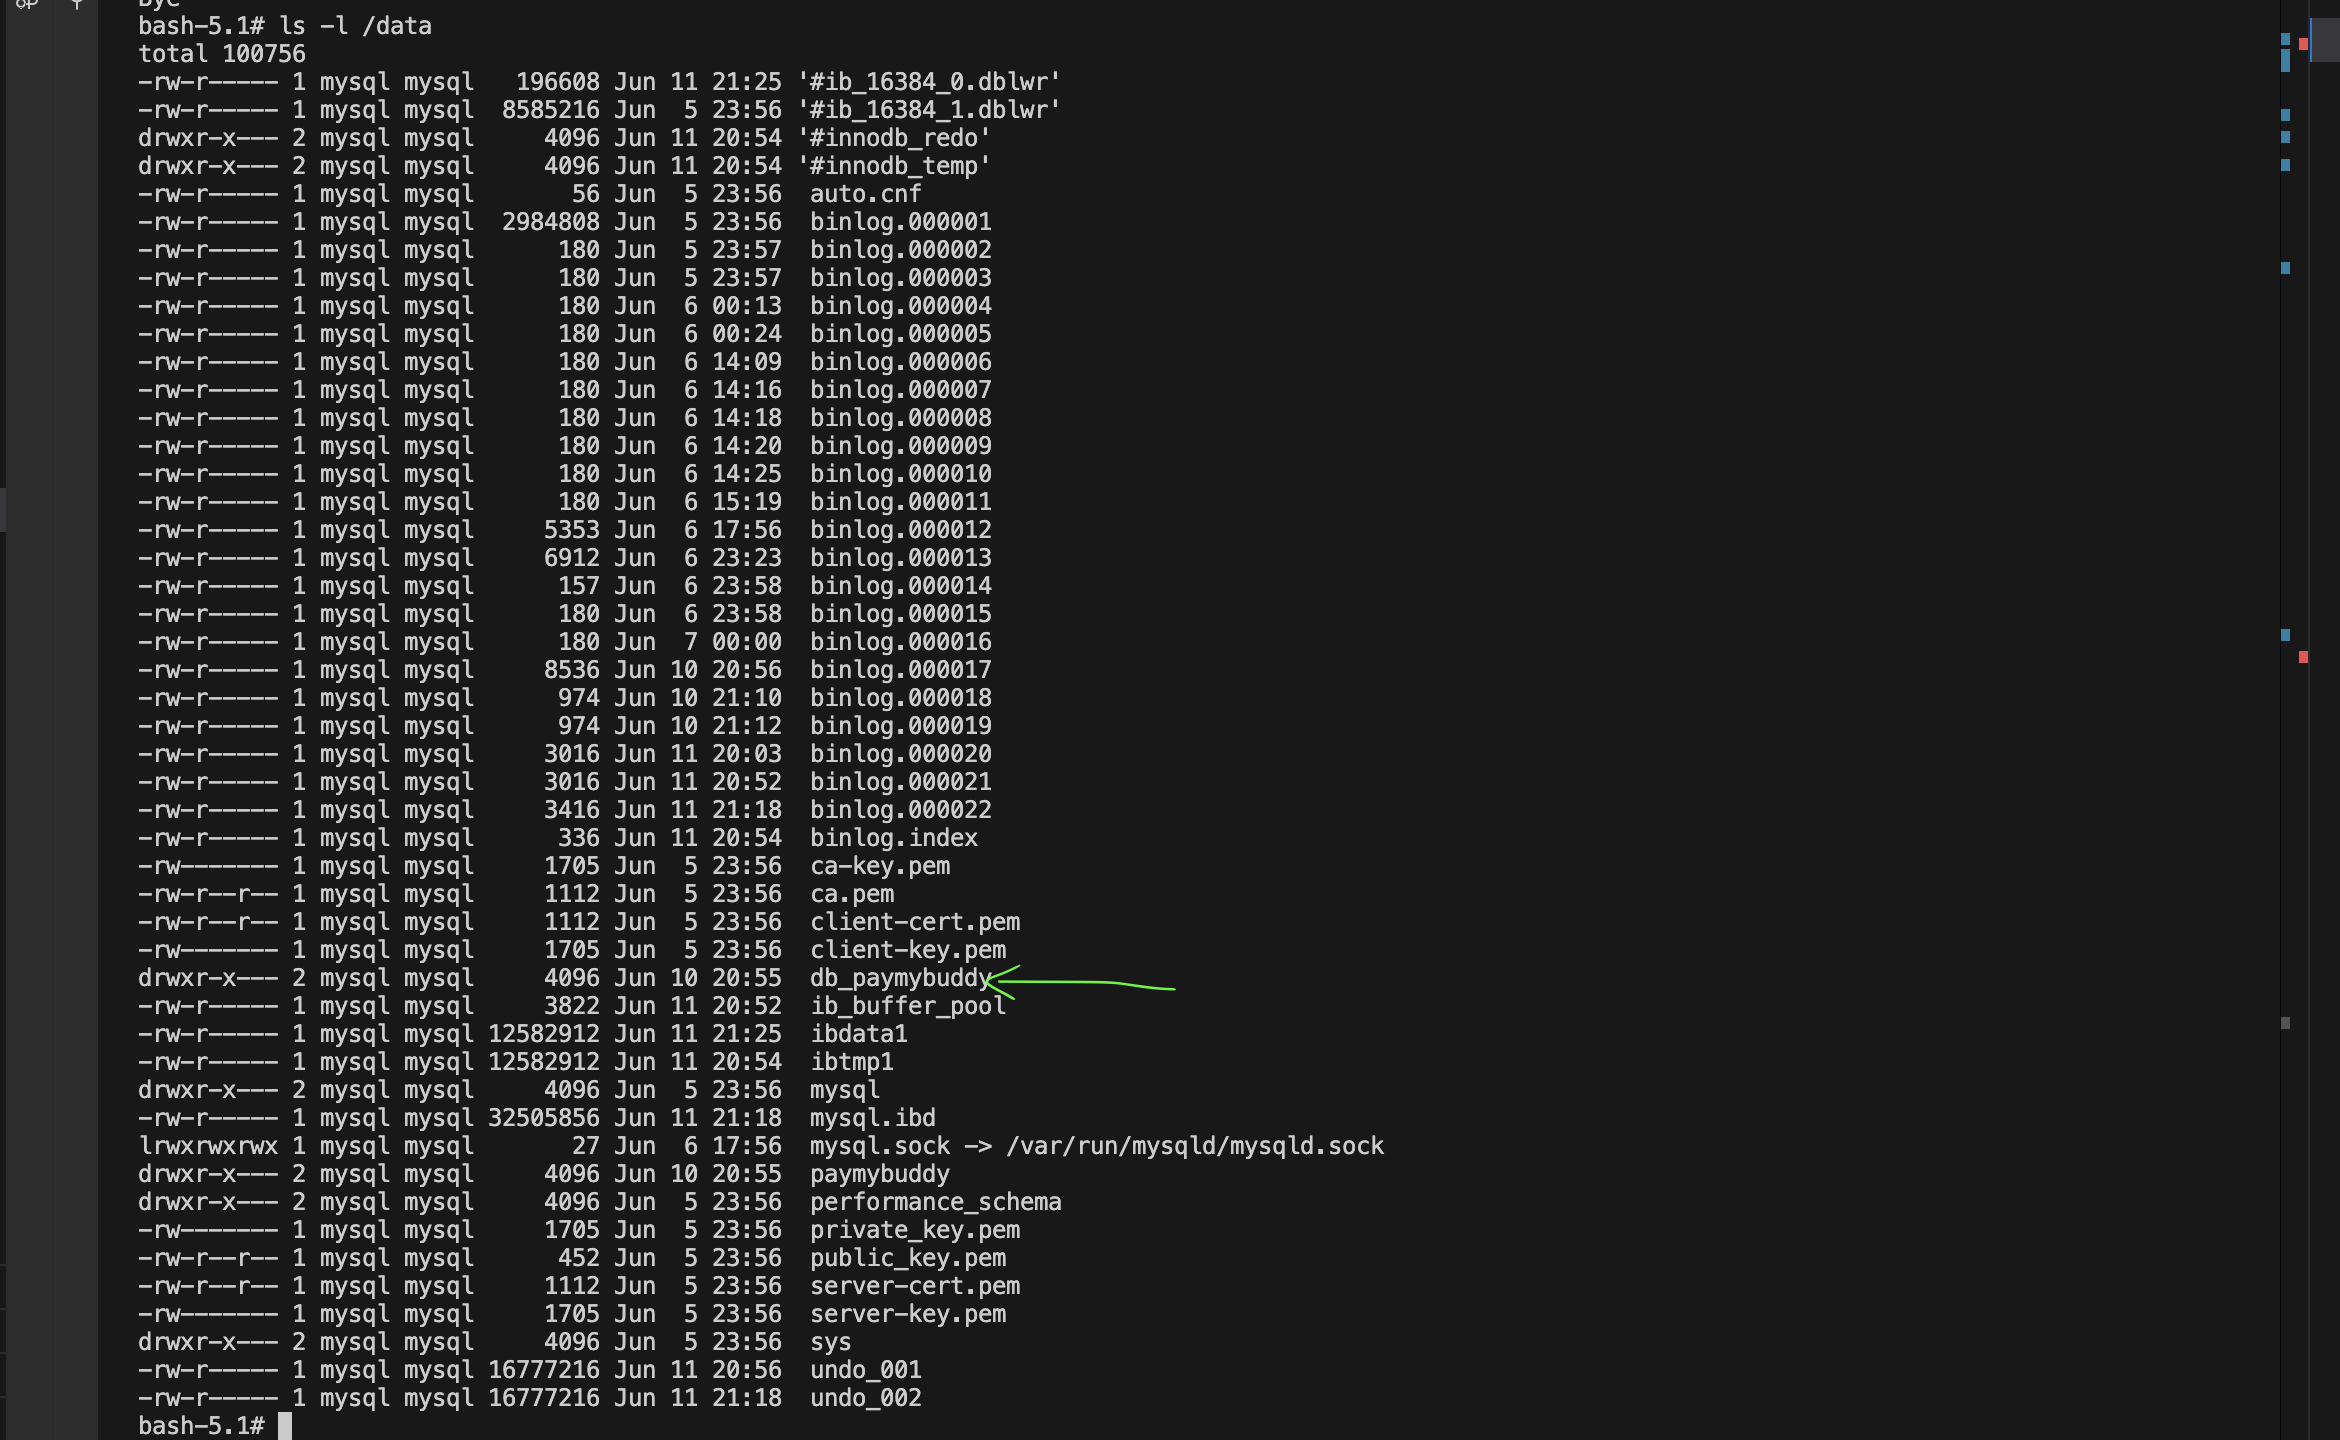 Bye
bash-5.1# ls -l /data
total 100756
-rw-r----- 1 mysql mysql   196608 Jun 11 21:25 '#ib_16384_0.dblwr'
-rw-r----- 1 mysql mysql  8585216 Jun  5 23:56 '#ib_16384_1.dblwr'
drwxr-x--- 2 mysql mysql     4096 Jun 11 20:54 '#innodb_redo'
drwxr-x--- 2 mysql mysql     4096 Jun 11 20:54 '#innodb_temp'
-rw-r----- 1 mysql mysql       56 Jun  5 23:56  auto.cnf
-rw-r----- 1 mysql mysql  2984808 Jun  5 23:56  binlog.000001
-rw-r----- 1 mysql mysql      180 Jun  5 23:57  binlog.000002
-rw-r----- 1 mysql mysql      180 Jun  5 23:57  binlog.000003
-rw-r----- 1 mysql mysql      180 Jun  6 00:13  binlog.000004
-rw-r----- 1 mysql mysql      180 Jun  6 00:24  binlog.000005
-rw-r----- 1 mysql mysql      180 Jun  6 14:09  binlog.000006
-rw-r----- 1 mysql mysql      180 Jun  6 14:16  binlog.000007
-rw-r----- 1 mysql mysql      180 Jun  6 14:18  binlog.000008
-rw-r----- 1 mysql mysql      180 Jun  6 14:20  binlog.000009
-rw-r----- 1 mysql mysql      180 Jun  6 14:25  binlog.000010
-rw-r----- 1 mysql mysql      180 Jun  6 15:19  binlog.000011
-rw-r----- 1 mysql mysql     5353 Jun  6 17:56  binlog.000012
-rw-r----- 1 mysql mysql     6912 Jun  6 23:23  binlog.000013
-rw-r----- 1 mysql mysql      157 Jun  6 23:58  binlog.000014
-rw-r----- 1 mysql mysql      180 Jun  6 23:58  binlog.000015
-rw-r----- 1 mysql mysql      180 Jun  7 00:00  binlog.000016
-rw-r----- 1 mysql mysql     8536 Jun 10 20:56  binlog.000017
-rw-r----- 1 mysql mysql      974 Jun 10 21:10  binlog.000018
-rw-r----- 1 mysql mysql      974 Jun 10 21:12  binlog.000019
-rw-r----- 1 mysql mysql     3016 Jun 11 20:03  binlog.000020
-rw-r----- 1 mysql mysql     3016 Jun 11 20:52  binlog.000021
-rw-r----- 1 mysql mysql     3416 Jun 11 21:18  binlog.000022
-rw-r----- 1 mysql mysql      336 Jun 11 20:54  binlog.index
-rw------- 1 mysql mysql     1705 Jun  5 23:56  ca-key.pem
-rw-r--r-- 1 mysql mysql     1112 Jun  5 23:56  ca.pem
-rw-r--r-- 1 mysql mysql     1112 Jun  5 23:56  client-cert.pem
-rw------- 1 mysql mysql     1705 Jun  5 23:56  client-key.pem
drwxr-x--- 2 mysql mysql     4096 Jun 10 20:55  db_paymybuddy
-rw-r----- 1 mysql mysql     3822 Jun 11 20:52  ib_buffer_pool
-rw-r----- 1 mysql mysql 12582912 Jun 11 21:25  ibdata1
-rw-r----- 1 mysql mysql 12582912 Jun 11 20:54  ibtmp1
drwxr-x--- 2 mysql mysql     4096 Jun  5 23:56  mysql
-rw-r----- 1 mysql mysql 32505856 Jun 11 21:18  mysql.ibd
lrwxrwxrwx 1 mysql mysql       27 Jun  6 17:56  mysql.sock -> /var/run/mysqld/mysqld.sock
drwxr-x--- 2 mysql mysql     4096 Jun 10 20:55  paymybuddy
drwxr-x--- 2 mysql mysql     4096 Jun  5 23:56  performance_schema
-rw------- 1 mysql mysql     1705 Jun  5 23:56  private_key.pem
-rw-r--r-- 1 mysql mysql      452 Jun  5 23:56  public_key.pem
-rw-r--r-- 1 mysql mysql     1112 Jun  5 23:56  server-cert.pem
-rw------- 1 mysql mysql     1705 Jun  5 23:56  server-key.pem
drwxr-x--- 2 mysql mysql     4096 Jun  5 23:56  sys
-rw-r----- 1 mysql mysql 16777216 Jun 11 20:56  undo_001
-rw-r----- 1 mysql mysql 16777216 Jun 11 21:18  undo_002
bash-5.1#